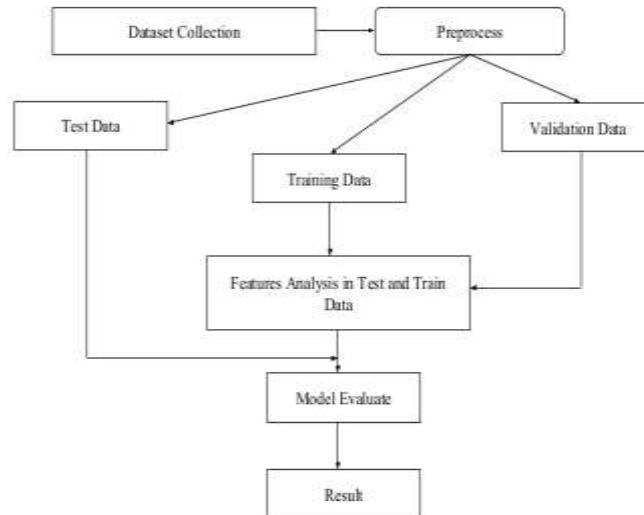 Dataset Collection
Preprocess
Test Data
Validation Data
Training Data
Features Analysis in Test and Train
Data
Model Evaluate
Result